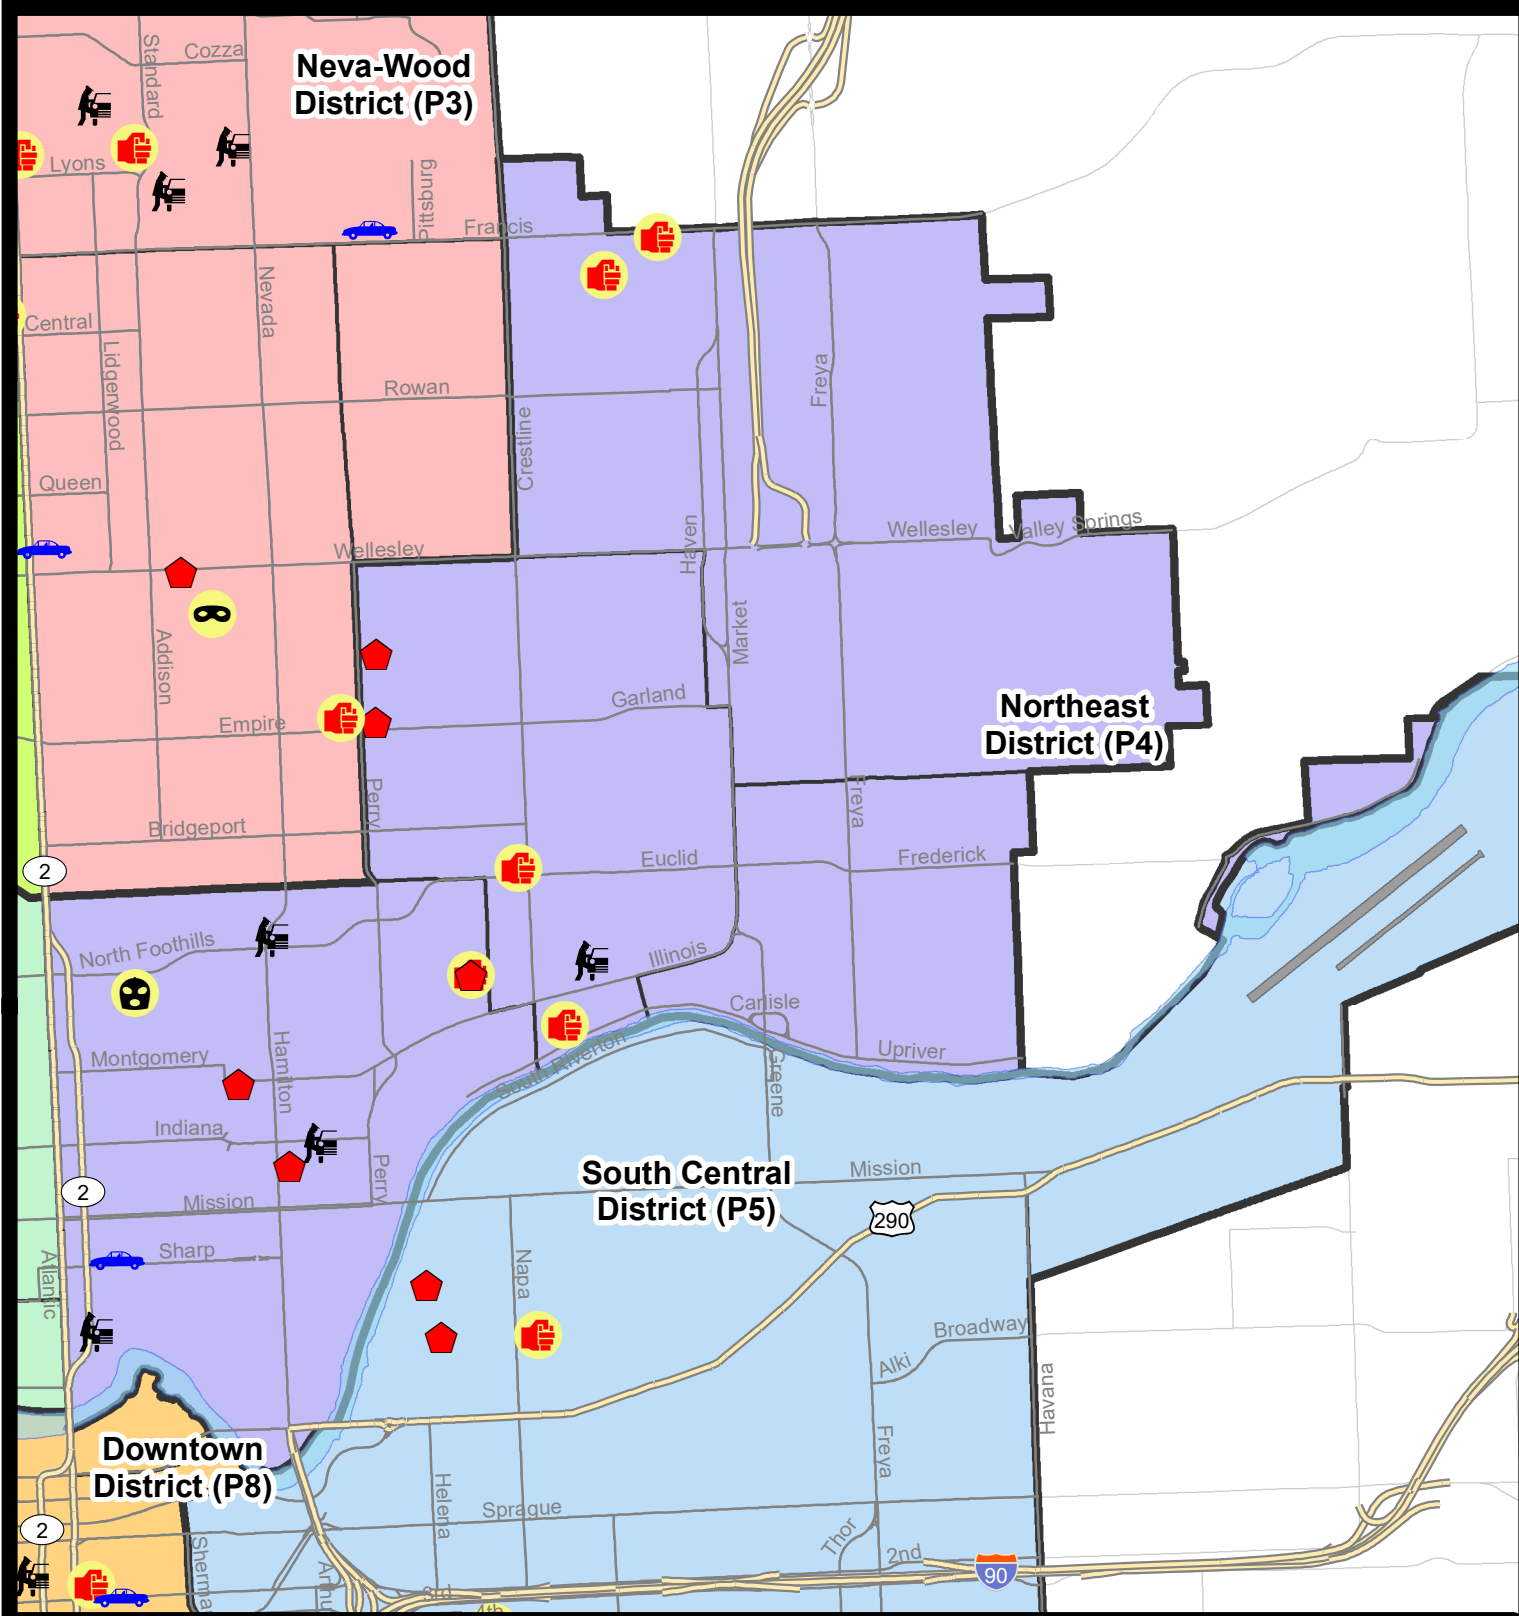 Cozza
Standard
Neva-Wood
District (P3)
Lyons
Pittsburg
Francis
Nevada
Central
Lidgerwood
Rowan
Freya
Crestline
Queen
Wellesley
Haven
Wellesley
Valley Springs
Addison
Market
Garland
Empire
Northeast
District (P4)
Perry
Freya
Bridgeport
Euclid
Frederick
2
North Foothills
Illinois
Carlisle
Montgomery
Hamilton
South Riverton
Greene
Upriver
Indiana
South Central
District (P5)
Mission
Perry
2
Mission
290
Sharp
Atlantic
Napa
Broadway
Alki
Havana
Downtown
District (P8)
Freya
Helena
Sprague
2
Thor
2nd
90
3rd
4th